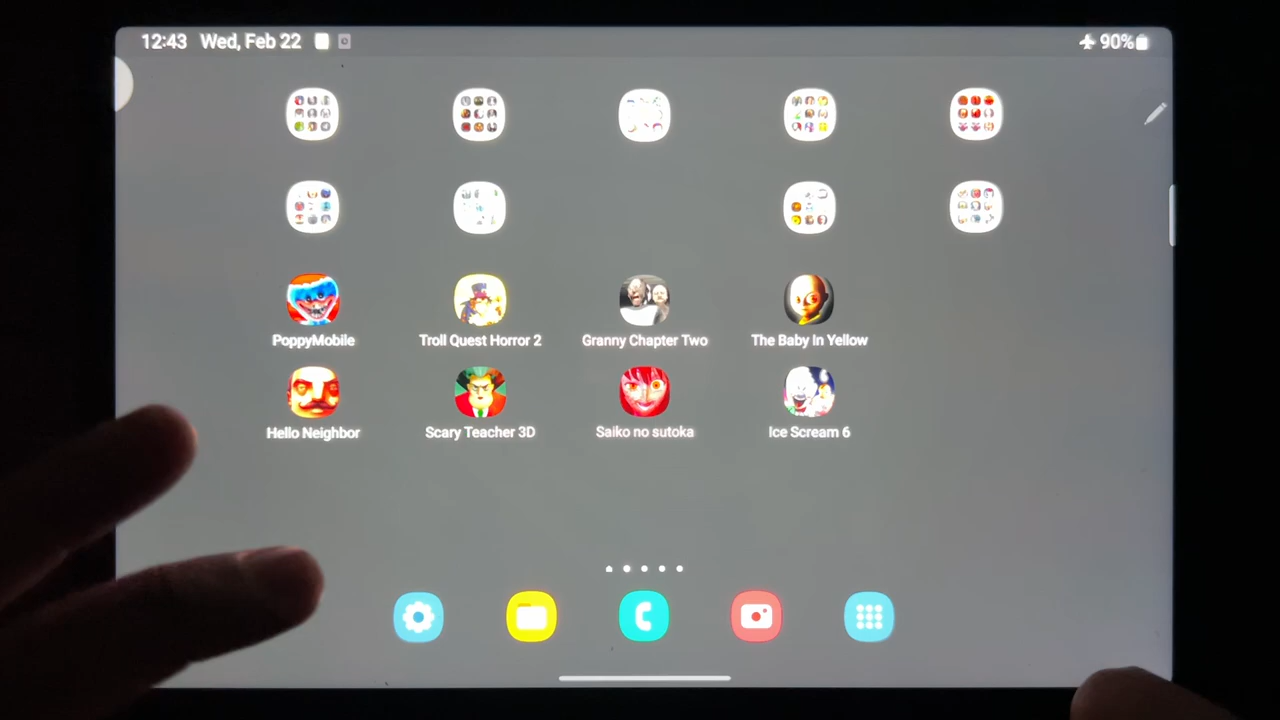 12:43 Wed, Feb 22 90%
PoppyMobile Troll Quest Horror 2 Granny Chapter Two The Baby In Yellow
Hello Neighbor Scary Teacher 3D Saiko no sutoka Ice Scream 6